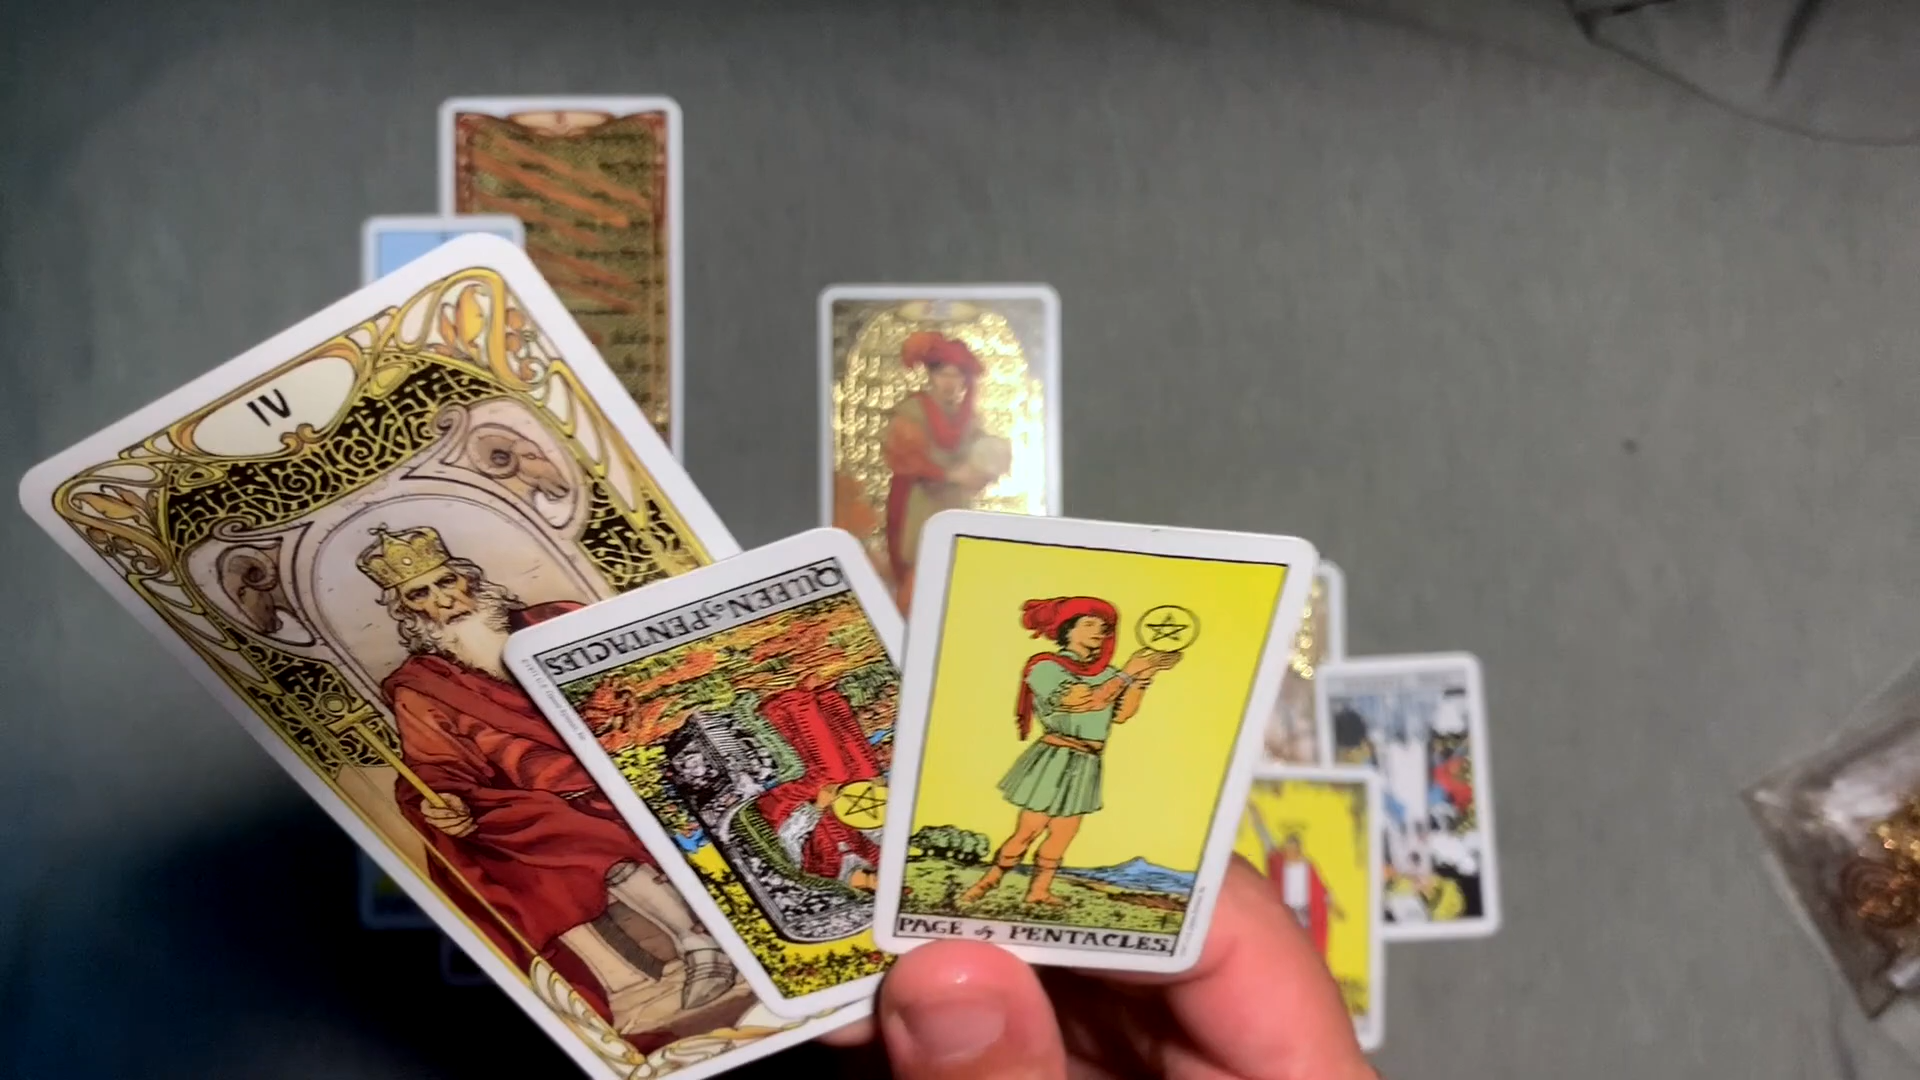 IV
QUEEN of PENTACLES
PAGE of PENTACLES.